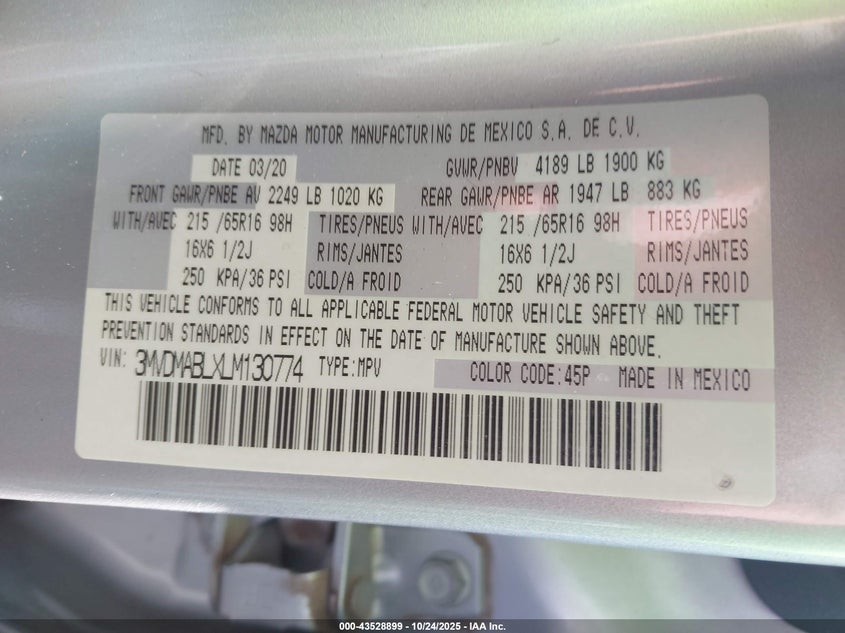 MFD. BY MAZDA MOTOR MANUFACTURING DE MEXICO S.A. DE C.V.
DATE 03/20 GVWR/PNBV 4189 LB 1900 KG
FRONT GAWR/PNBE AV 2249 LB 1020 KG REAR GAWR/PNBE AR 1947 LB 883 KG
WITH/AVEC 215 /65R16 98H TIRES/PNEUS WITH/AVEC 215 /65R16 98H TIRES/PNEUS
16X6 1/2J RIMS/JANTES 16X6 1/2J RIMS/JANTES
250 KPA/36 PSI COLD/A FROID 250 KPA/36 PSI COLD/A FROID
THIS VEHICLE CONFORMS TO ALL APPLICABLE FEDERAL MOTOR VEHICLE SAFETY AND THEFT
PREVENTION STANDARDS IN EFFECT ON THE DATE OF MANUFACTURE SHOWN ABOVE.
VIN: 3MVDMABLXLM130774 TYPE:MPV COLOR CODE:45P MADE IN MEXICO
000-43528899 - 10/24/2025 - IAA Inc.